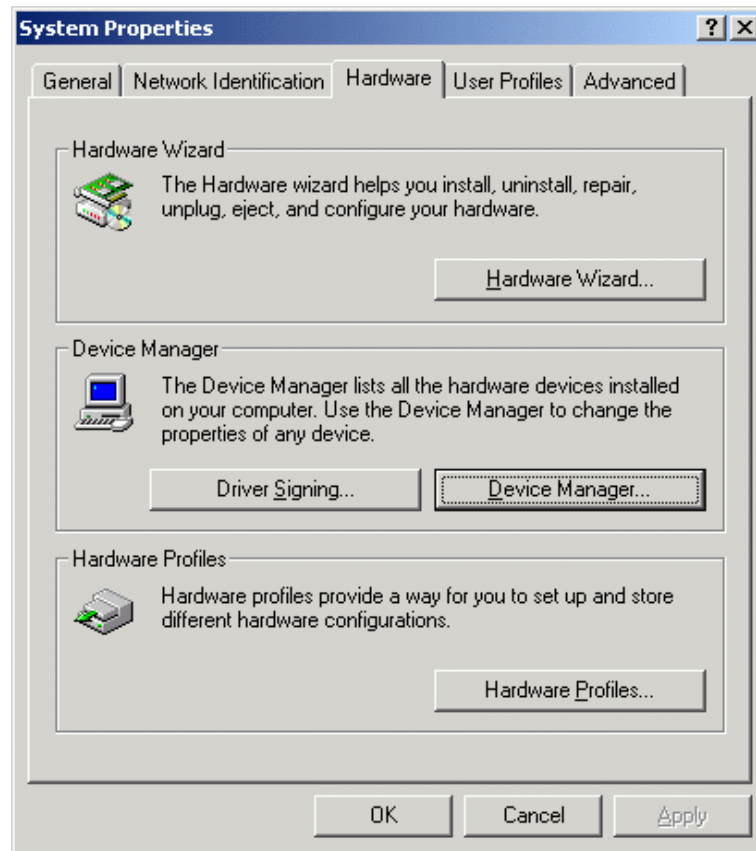 System Properties
General Network Identification Hardware User Profiles Advanced
Hardware Wizard
The Hardware wizard helps you install, uninstall, repair,
unplug, eject, and configure your hardware.
Hardware Wizard...
Device Manager
The Device Manager lists all the hardware devices installed
on your computer. Use the Device Manager to change the
properties of any device.
Driver Signing... Device Manager...
Hardware Profiles
Hardware profiles provide a way for you to set up and store
different hardware configurations.
Hardware Profiles...
OK Cancel Apply